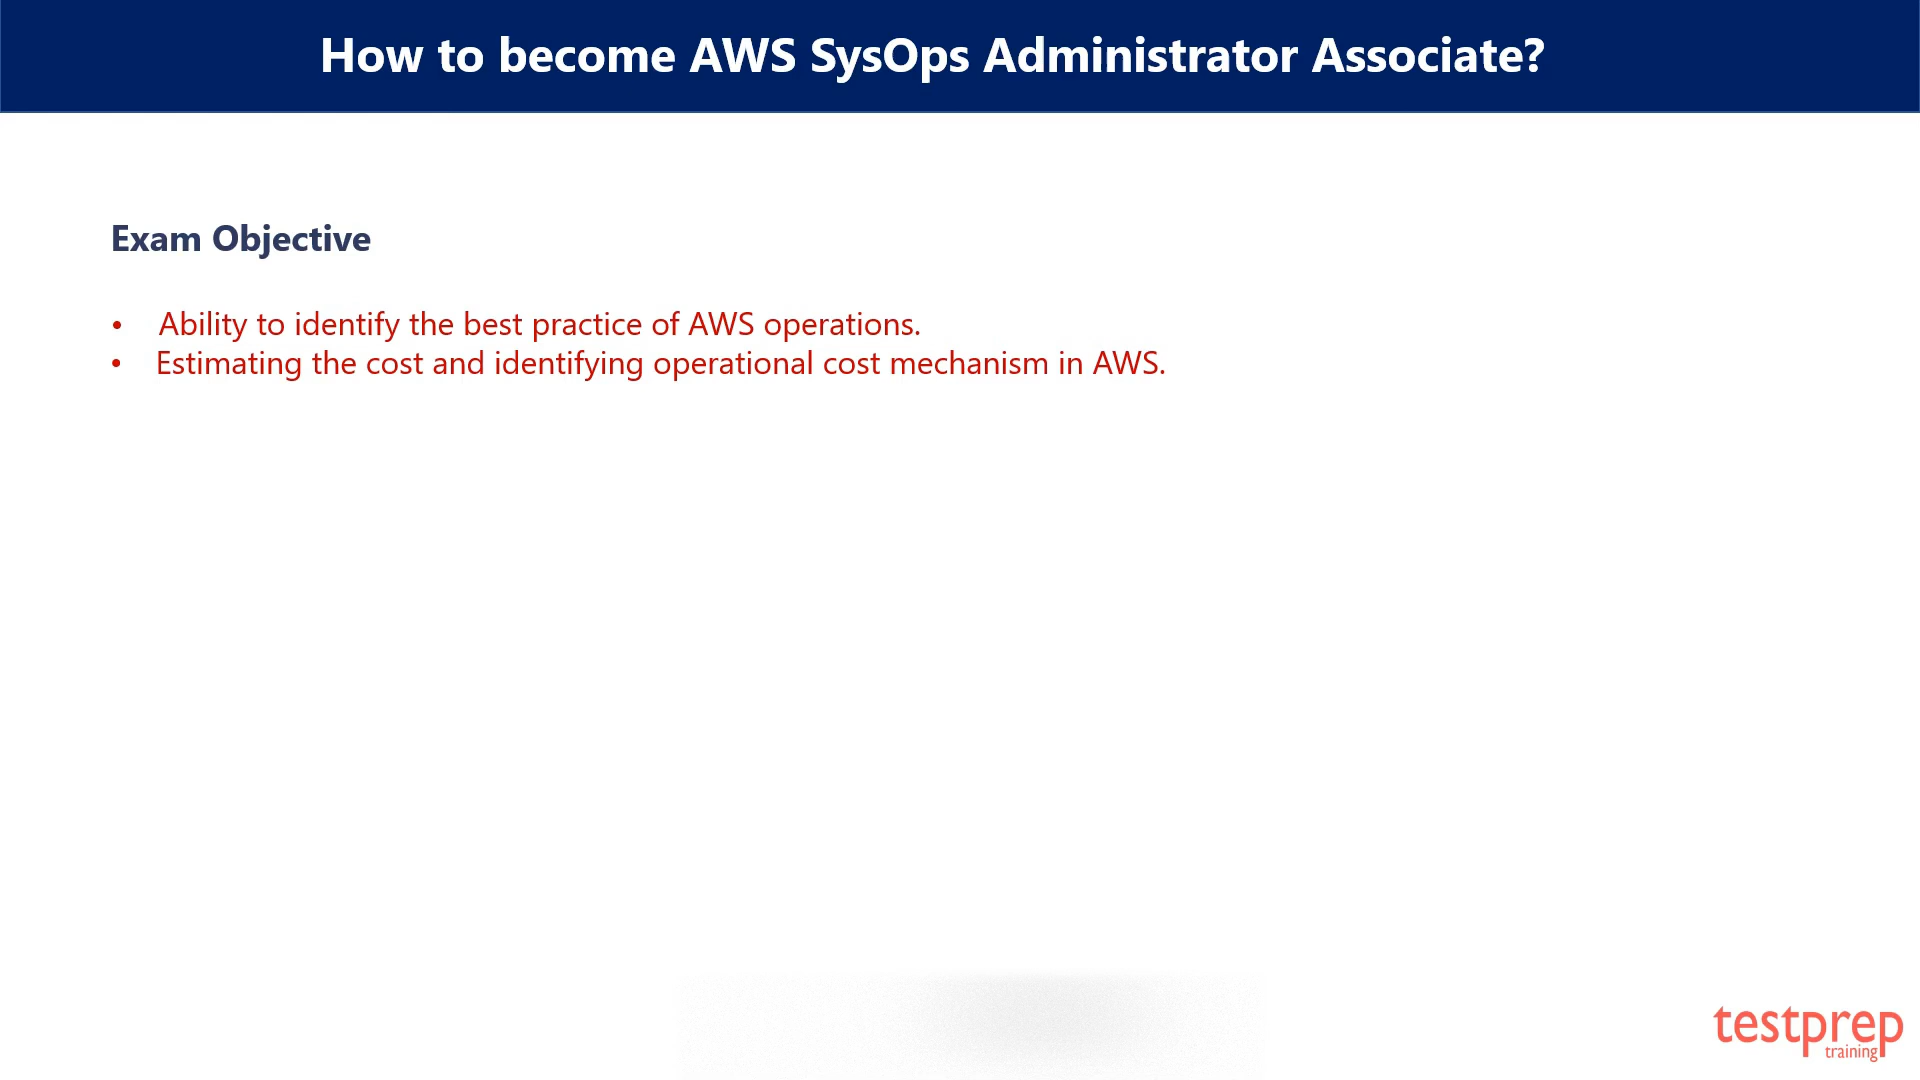 How to become AWS SysOps Administrator Associate?
Exam Objective
• Ability to identify the best practice of AWS operations.
• Estimating the cost and identifying operational cost mechanism in AWS.
testprep
training